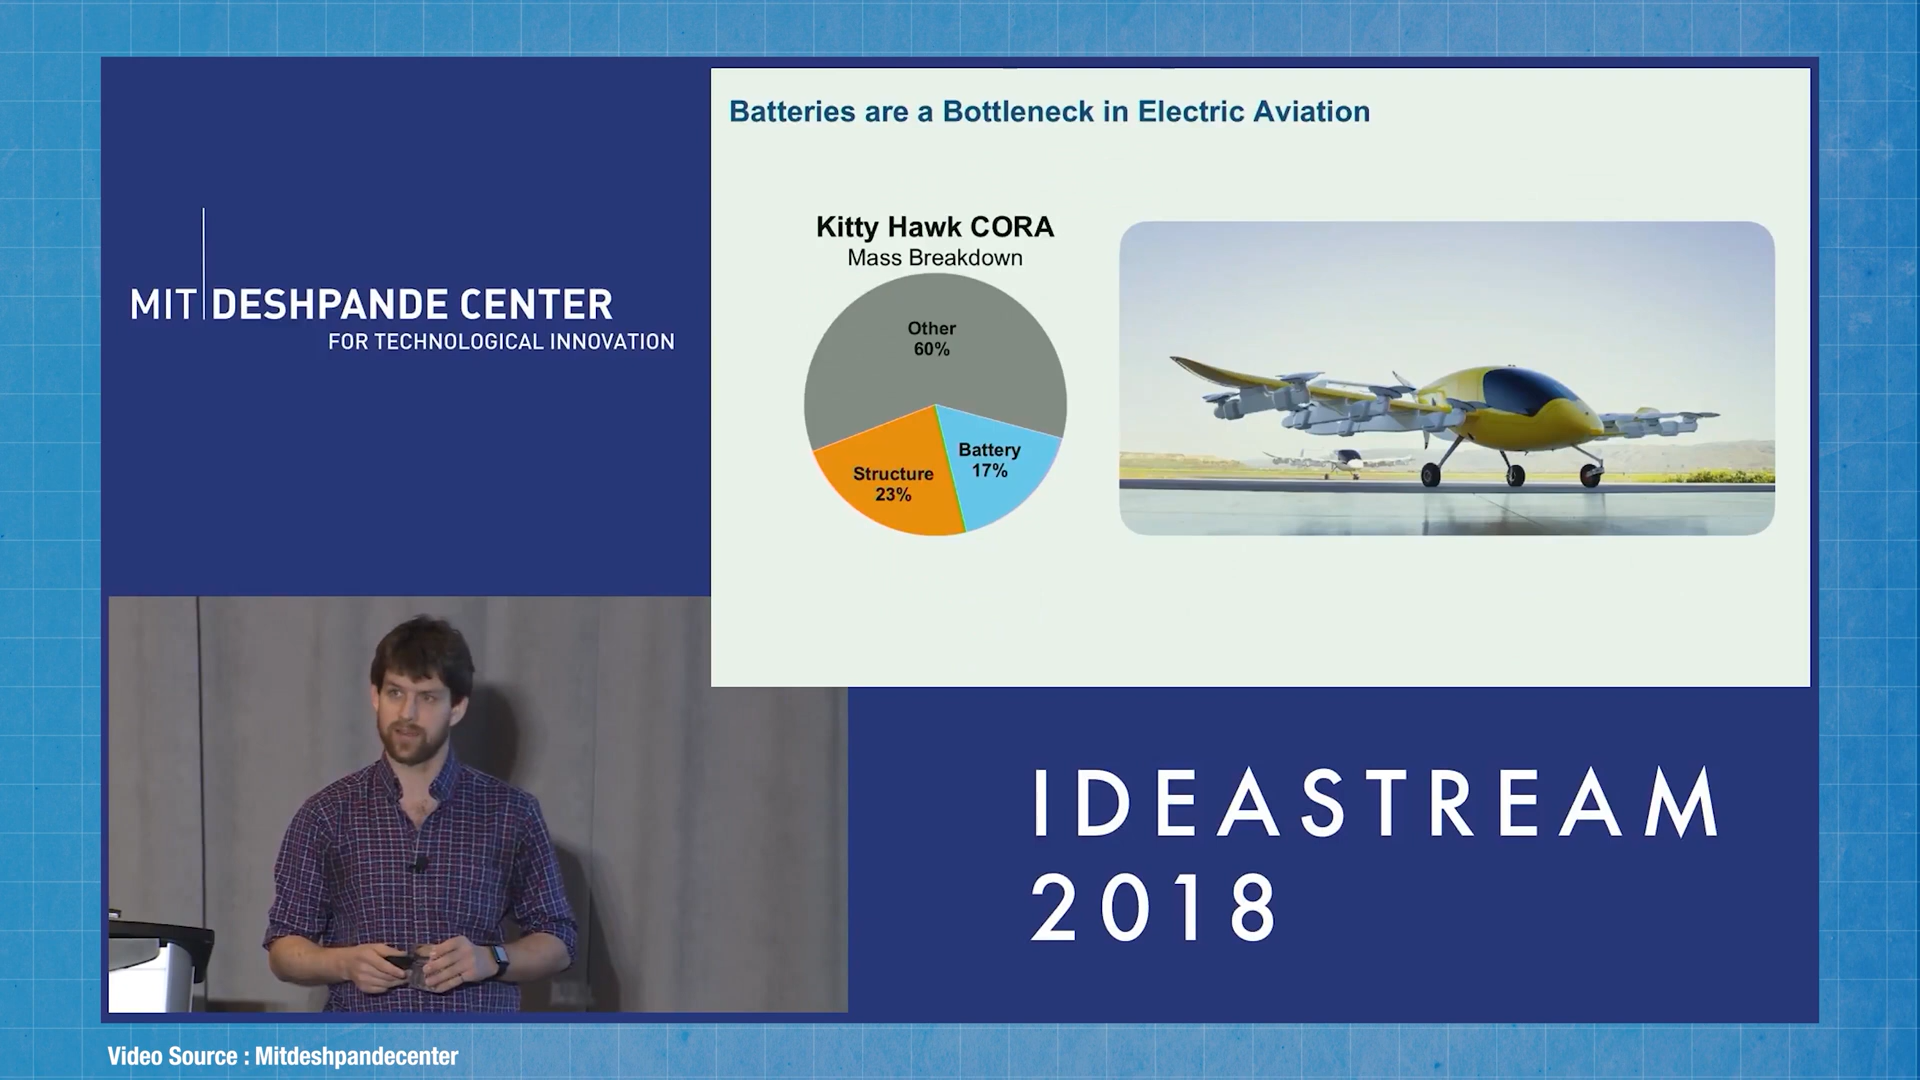 Batteries are a Bottleneck in Electric Aviation
MIT DESHPANDE CENTER
FOR TECHNOLOGICAL INNOVATION
Kitty Hawk CORA
Mass Breakdown
Other
60%
Battery
17%
Structure
23%
IDEASTREAM
2018
Video Source : Mitdeshpandecenter